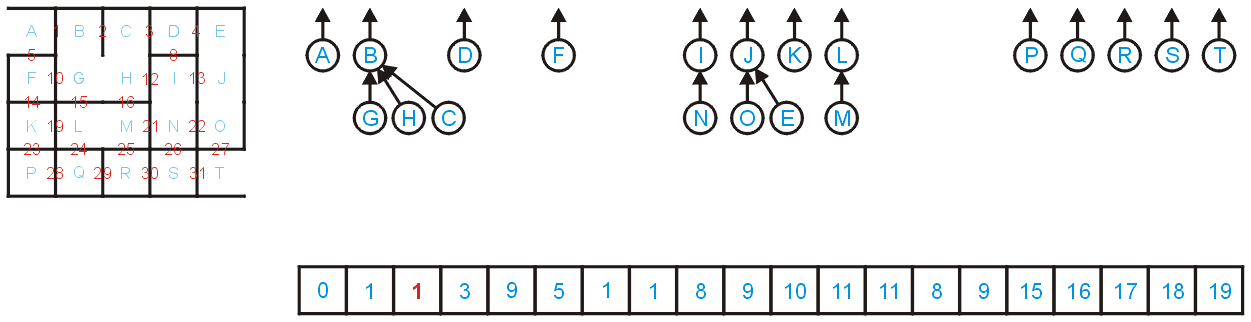 A 1 B 2 C 3 D 4 E
5 8
F 10 G H 12 I 13 J
14 15 16
K 19 L M 21 N 22 O
23 24 25 26 27
P 28 Q 29 R 30 S 31 T
A B D F I J K L P Q R S T
G H C N O E M
0 1 1 3 9 5 1 1 8 9 10 11 11 8 9 15 16 17 18 19